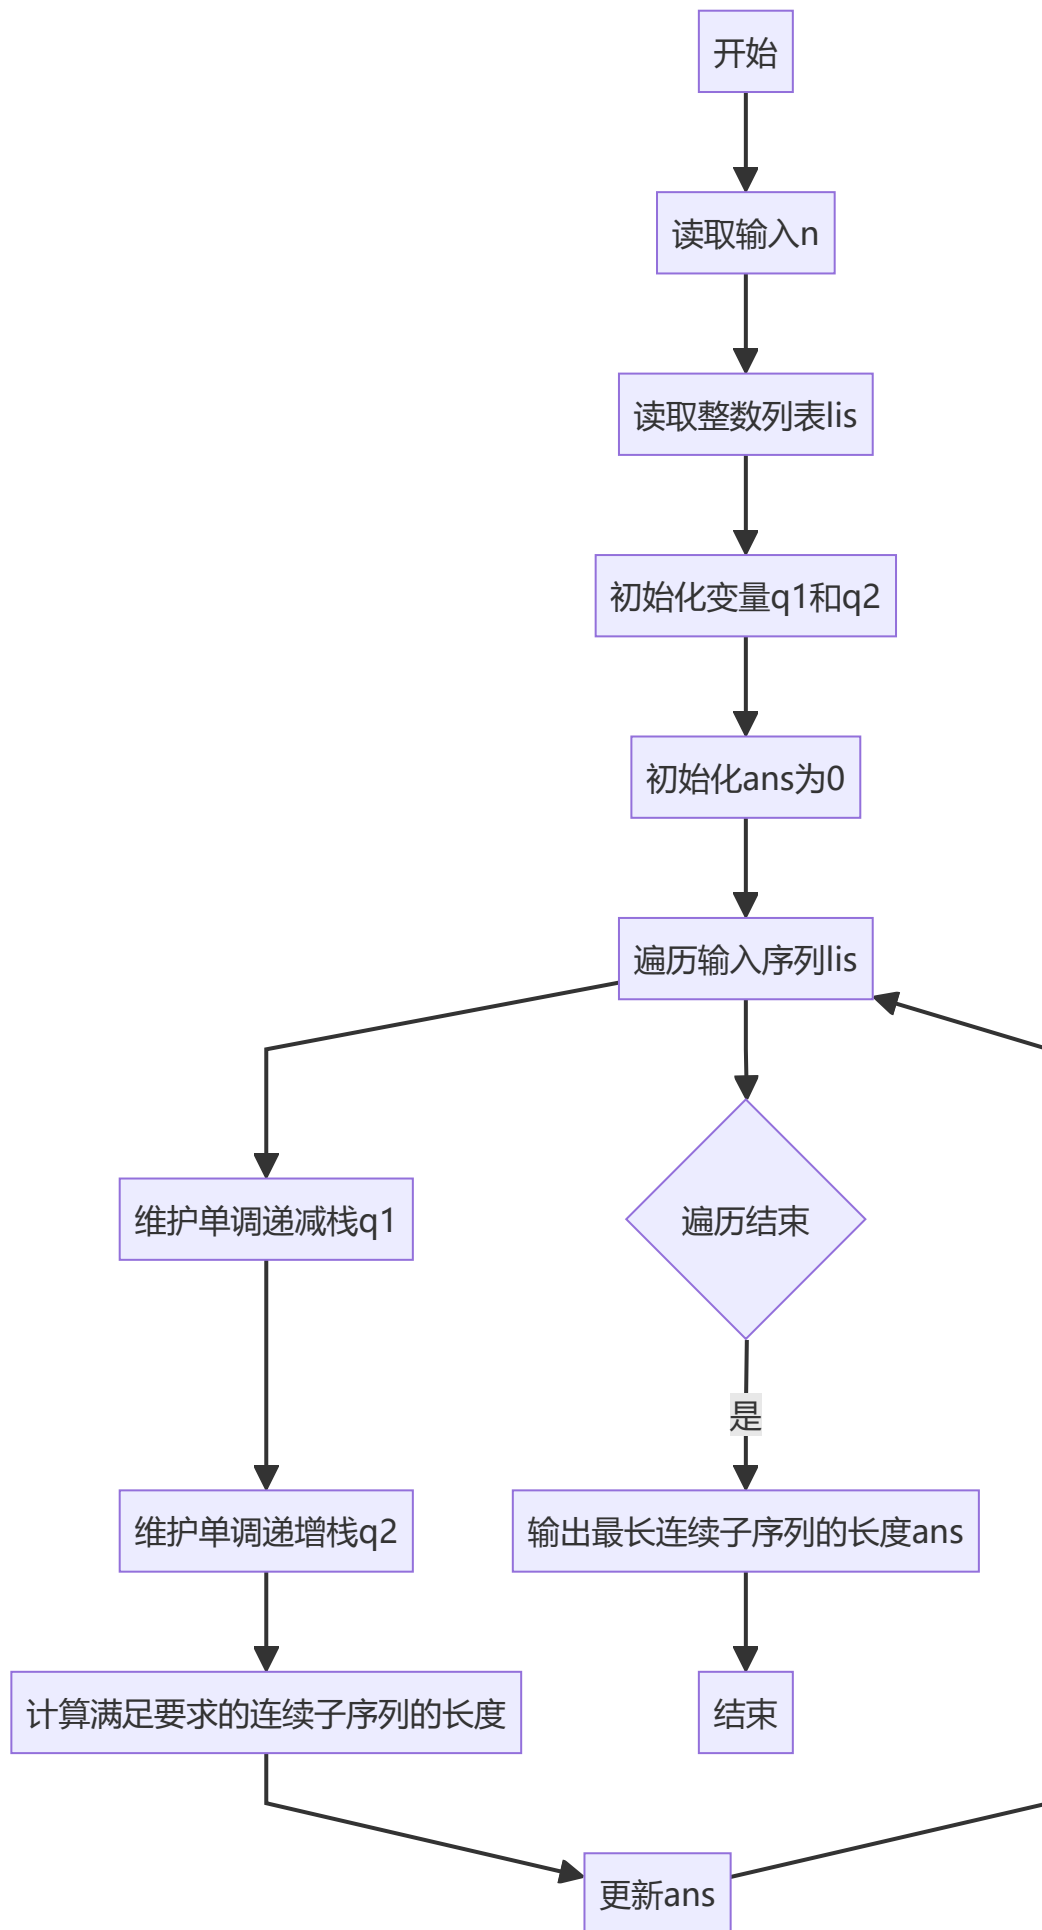 开始
读取输入n
读取整数列表lis
初始化变量q1和q2
初始化ans为0
遍历输入序列lis
维护单调递减栈q1
遍历结束
是
维护单调递增栈q2
输出最长连续子序列的长度ans
计算满足要求的连续子序列的长度
结束
更新ans